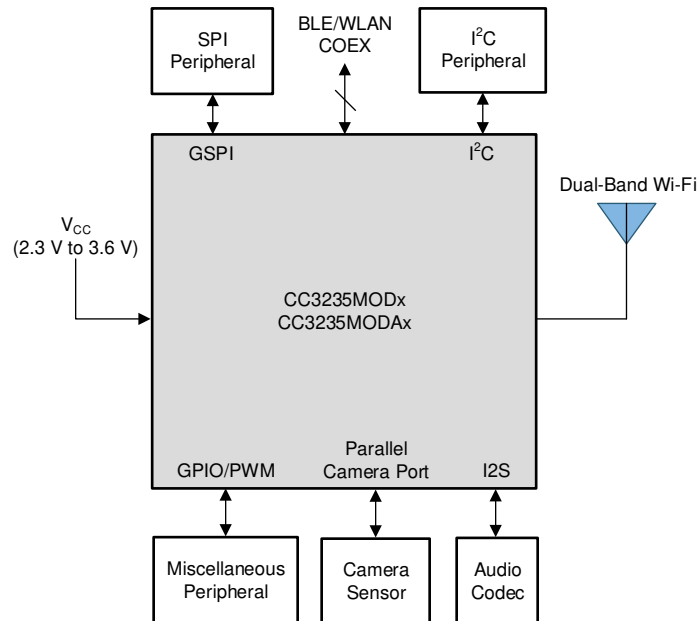 SPI
Peripheral
BLE/WLAN
COEX
I²C
Peripheral
GSPI
I²C
Dual-Band Wi-Fi
V_CC
(2.3 V to 3.6 V)
CC3235MODx
CC3235MODAx
GPIO/PWM
Parallel
Camera Port
I2S
Miscellaneous
Peripheral
Camera
Sensor
Audio
Codec